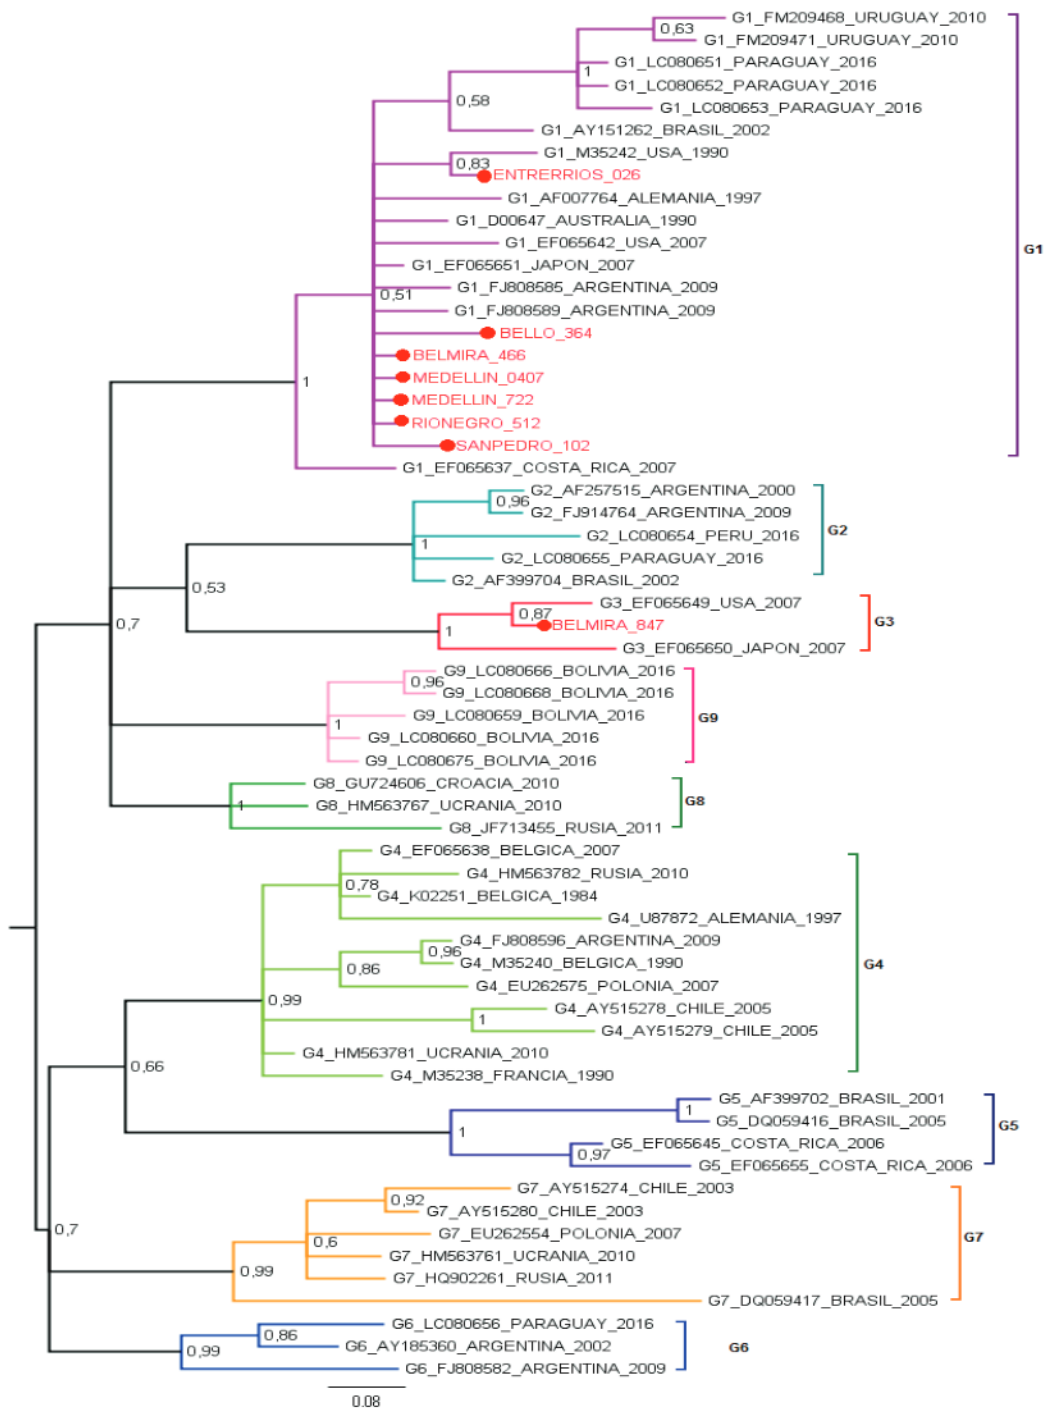 G1_FM209468_URUGUAY_2010
0,63
G1_FM209471_URUGUAY_2010
G1_LC080651_PARAGUAY_2016
1
G1_LC080652_PARAGUAY_2016
0,58
G1_LC080653_PARAGUAY_2016
G1_AY151262_BRASIL_2002
G1_M35242_USA_1990
0,83
ENTRERRIOS_026
G1_AF007764_ALEMANIA_1997
G1_D00647_AUSTRALIA_1990
G1_EF065642_USA_2007
G1
G1_EF065651_JAPON_2007
G1_FJ808585_ARGENTINA_2009
0,51
G1_FJ808589_ARGENTINA_2009
BELLO_364
BELMIRA_466
MEDELLIN_0407
1
MEDELLIN_722
RIONEGRO_512
SANPEDRO_102
G1_EF065637_COSTA_RICA_2007
G2_AF257515_ARGENTINA_2000
0,96
G2_FJ914764_ARGENTINA_2009
G2
G2_LC080654_PERU_2016
1
G2_LC080655_PARAGUAY_2016
G2_AF399704_BRASIL_2002
0,53
G3_EF065649_USA_2007
0,87
G3
BELMIRA_847
0,7
1
G3_EF065650_JAPON_2007
G9_LC080666_BOLIVIA_2016
0,96
G9_LC080668_BOLIVIA_2016
G9_LC080659_BOLIVIA_2016
G9
1
G9_LC080660_BOLIVIA_2016
G9_LC080675_BOLIVIA_2016
G8_GU724606_CROACIA_2010
G8
1
G8_HM563767_UCRANIA_2010
G8_JF713455_RUSIA_2011
G4_EF065638_BELGICA_2007
G4_HM563782_RUSIA_2010
0,78
G4_K02251_BELGICA_1984
G4_U87872_ALEMANIA_1997
G4_FJ808596_ARGENTINA_2009
0,96
G4_M35240_BELGICA_1990
G4
0,86
G4_EU262575_POLONIA_2007
0,99
G4_AY515278_CHILE_2005
1
G4_AY515279_CHILE_2005
G4_HM563781_UCRANIA_2010
0,66
G4_M35238_FRANCIA_1990
G5_AF399702_BRASIL_2001
1
G5_DQ059416_BRASIL_2005
G5
1
G5_EF065645_COSTA_RICA_2006
0,97
G5_EF065655_COSTA_RICA_2006
G7_AY515274_CHILE_2003
0,92
G7_AY515280_CHILE_2003
0,7
G7_EU262554_POLONIA_2007
G7
0,6
G7_HM563761_UCRANIA_2010
0,99
G7_HQ902261_RUSIA_2011
G7_DQ059417_BRASIL_2005
G6_LC080656_PARAGUAY_2016
0,86
G6_AY185360_ARGENTINA_2002
G6
0,99
G6_FJ808582_ARGENTINA_2009
0.08